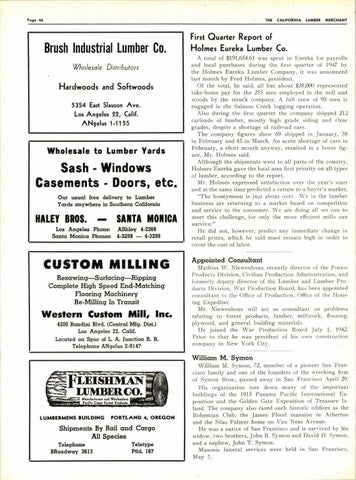 Page 46
THE CALIFORNIA LUMBER MERCHANT
Brush Industrial Lumber Co.
Wholesale Distributors
Hardwoods and Softwoods
5354 East Slauson Ave.
Los Angeles 22, Calif.
ANgelus 1-1155
Wholesale to Lumber Yards
Sash - Windows
Casements - Doors, etc.
Our usual free delivery to Lumber
Yards anywhere in Southern California
HALEY BROS. — SANTA MONICA
Los Angeles Phone: AShley 4-2268
Santa Monica Phones: 4-3298 — 4-3299
CUSTOM MILLING
Resawing—Surfacing—Ripping
Complete High Speed End-Matching
Flooring Machinery
Re-Milling In Transit
Western Custom Mill, Inc.
4200 Bandini Blvd. (Central Mfg. Dist.)
Los Angeles 22, Calif.
Located on Spur of L. A. Junction R. R.
Telephone ANgelus 2-9147
FLEISHMAN
LUMBER CO.
LUMBERMENS BUILDING PORTLAND 4, OREGON
Shipments By Rail and Cargo
All Species
Telephone Teletype
BRoadway 3613 Ptld. 167
First Quarter Report of
Holmes Eureka Lumber Co.
A total of $191,654.61 was spent in Eureka for payrolls
and local purchases during the first quarter of 1947 by
the Holmes Eureka Lumber Company, it was announced
last month by Fred Holmes, president.
Of the total, he said, all but about $38,000 represented
take-home pay for the 255 men employed in the mill and
woods by the struck company. A full crew of 90 men is
engaged in the Salmon Creek logging operation.
Also during the first quarter the company shipped 212
carloads of lumber, mostly high grade siding and clear
grades, despite a shortage of railroad cars.
The company figures show 69 shipped in January, 58
in February and 85 in March. An acute shortage of cars in
February, a short month anyway, resulted in a lower fig-
ure, Mr. Holmes said.
Although the shipments went to all parts of the country,
Holmes Eureka gave the local area first priority on all types
of lumber, according to the report.
Mr. Holmes expressed satisfaction over the year's start
and at the same time predicted a return to a buyer's market.
"The honeymoon is just about over. We in the lumber
business are returning to a market based on competition
and service to the consumer. We are doing all we can to
meet this challenge, for only the more efficient mills can
survive."
He did not, however, predict any immediate change in
retail prices, which he said must remain high in order to
cover the cost of labor.
Appointed Consultant
Mathias W. Niewenhous, recently director of the Forest
Products Division, Civilian Production Administration, and
formerly deputy director of the Lumber and Lumber Pro-
ducts Division, War Production Board, has been appointed
consultant to the Office of Production, Office of the Hous-
ing Expediter.
Mr. Niewenhous will act as consultant on problems
relating to forest products, lumber, millwork, flooring,
plywood, and general building materials.
He joined the War Production Board July 1, 1942.
Prior to that he was president of his own construction
company in New York City.
William M. Symon
William M. Symon, 72, member of a pioneer San Fran-
cisco family and one of the founders of the wrecking firm
of Symon Bros., passed away in San Francisco April 29.
His organization tore down many of the important
buildings of the 1915 Panama Pacific International Ex-
position and the Golden Gate Exposition of Treasure Is-
land. The company also razed such historic edifices as the
Bohemian Club, the James Flood mansion in Atherton
and the Silas Palmer home on Van Ness Avenue.
He was a native of San Francisco and is survived by his
widow, two brothers, John B. Symon and David D. Symon,
and a nephew, John T. Symon.
Masonic funeral services were held in San Francisco,
May 1.